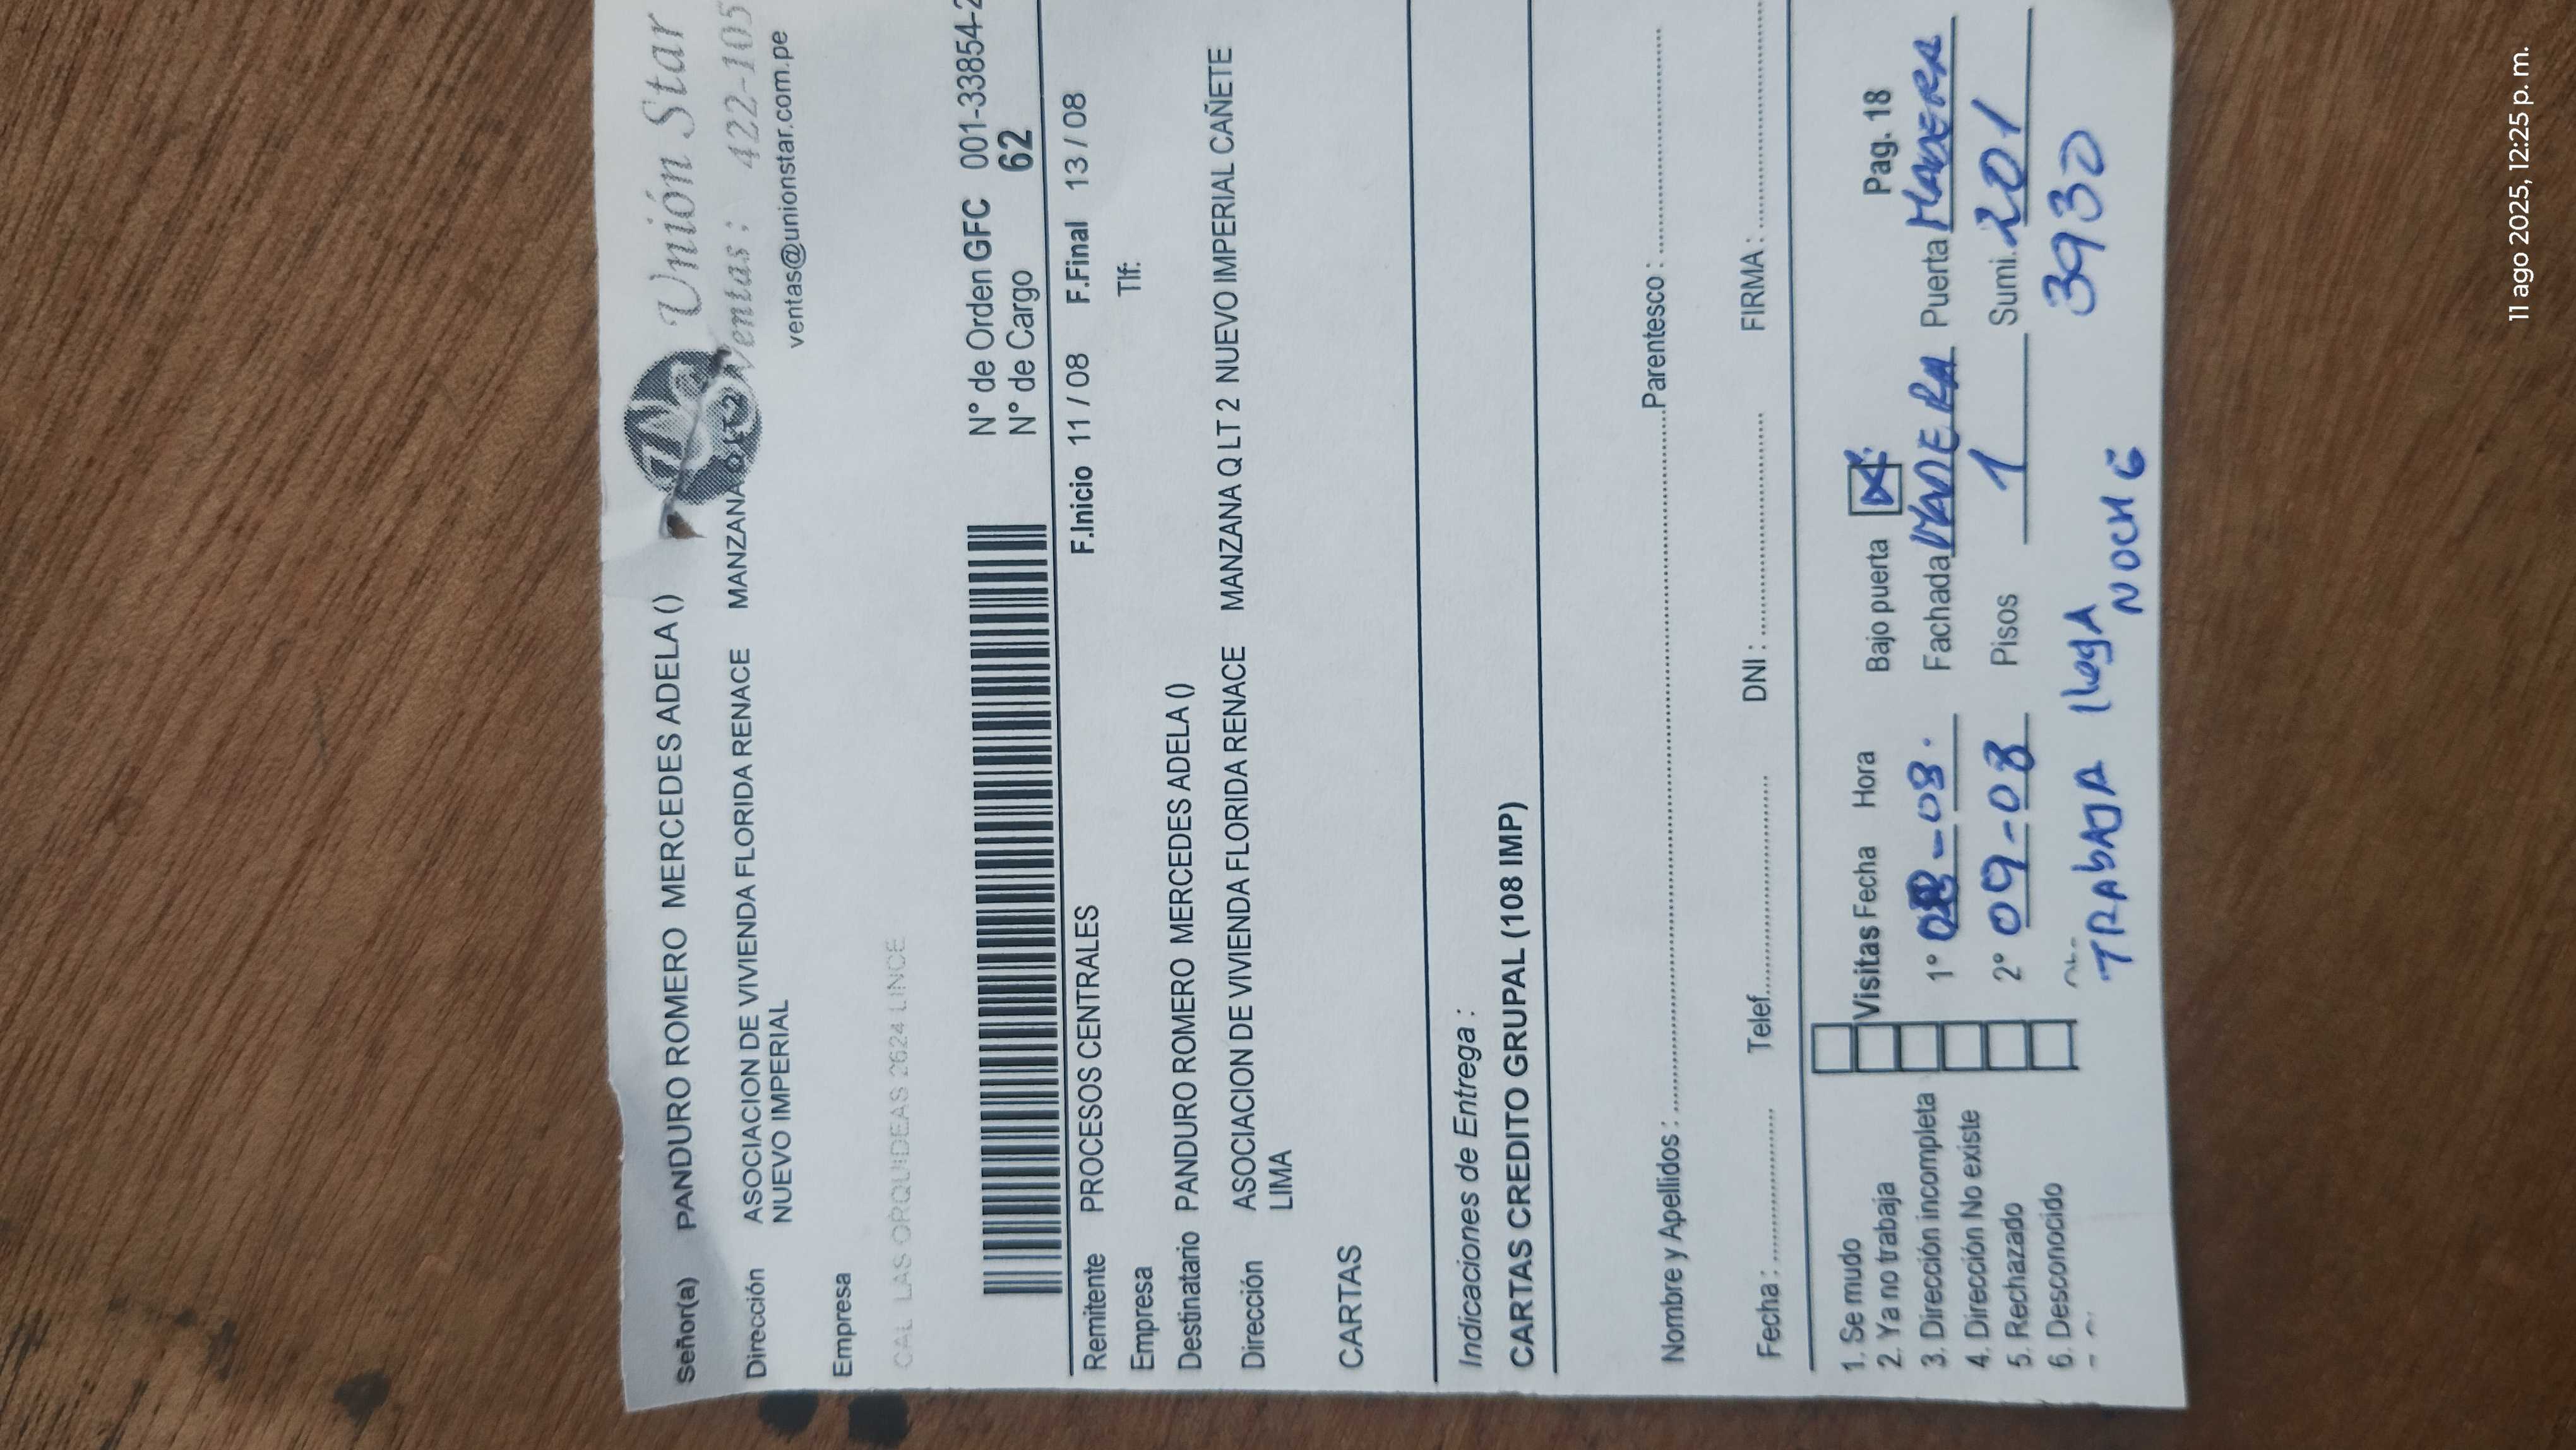 Señor(a) PANDURO ROMERO MERCEDES ADELA ()
Unión Star
Dirección ASOCIACION DE VIVIENDA FLORIDA RENACE MANZANA
NUEVO IMPERIAL
Ventas: 422-105
ventas@unionstar.com.pe
Empresa
CAL LAS ORQUIDEAS 2624 LINCE
N° de Orden GFC 001-33854-2
N° de Cargo 62
F.Inicio 11 / 08 F.Final 13 / 08
Remitente PROCESOS CENTRALES
Empresa Tlf:
Destinatario PANDURO ROMERO MERCEDES ADELA ()
Dirección ASOCIACION DE VIVIENDA FLORIDA RENACE MANZANA Q LT 2 NUEVO IMPERIAL CAÑETE
LIMA
CARTAS
Indicaciones de Entrega :
CARTAS CREDITO GRUPAL (108 IMP)
Nombre y Apellidos : Parentesco :
Fecha : Telef. DNI : FIRMA :
1. Se mudo
2. Ya no trabaja
3. Dirección incompleta
4. Dirección No existe
5. Rechazado
6. Desconocido
Visitas Fecha Hora Bajo puerta Pag. 18
1° 08-08. Fachada MADERA Puerta MADERA
2° 09-08 Pisos 1 Sumi. 201
3930
TRABAJA llegA
NOCHE
11 ago 2025, 12:25 p. m.